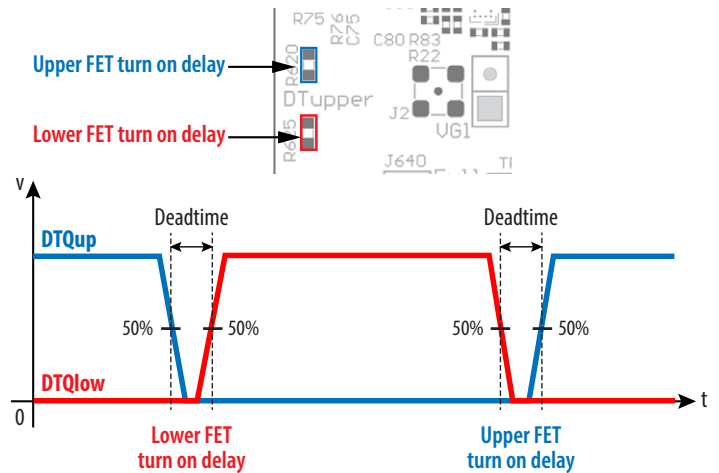 R75
R76
C75
C80 R83
R22
Upper FET turn on delay
R620
DTupper
J2
VG1
Lower FET turn on delay
J640
V
Deadtime
Deadtime
DTQup
50%
50%
50%
50%
DTQlow
0
t
Lower FET
turn on delay
Upper FET
turn on delay